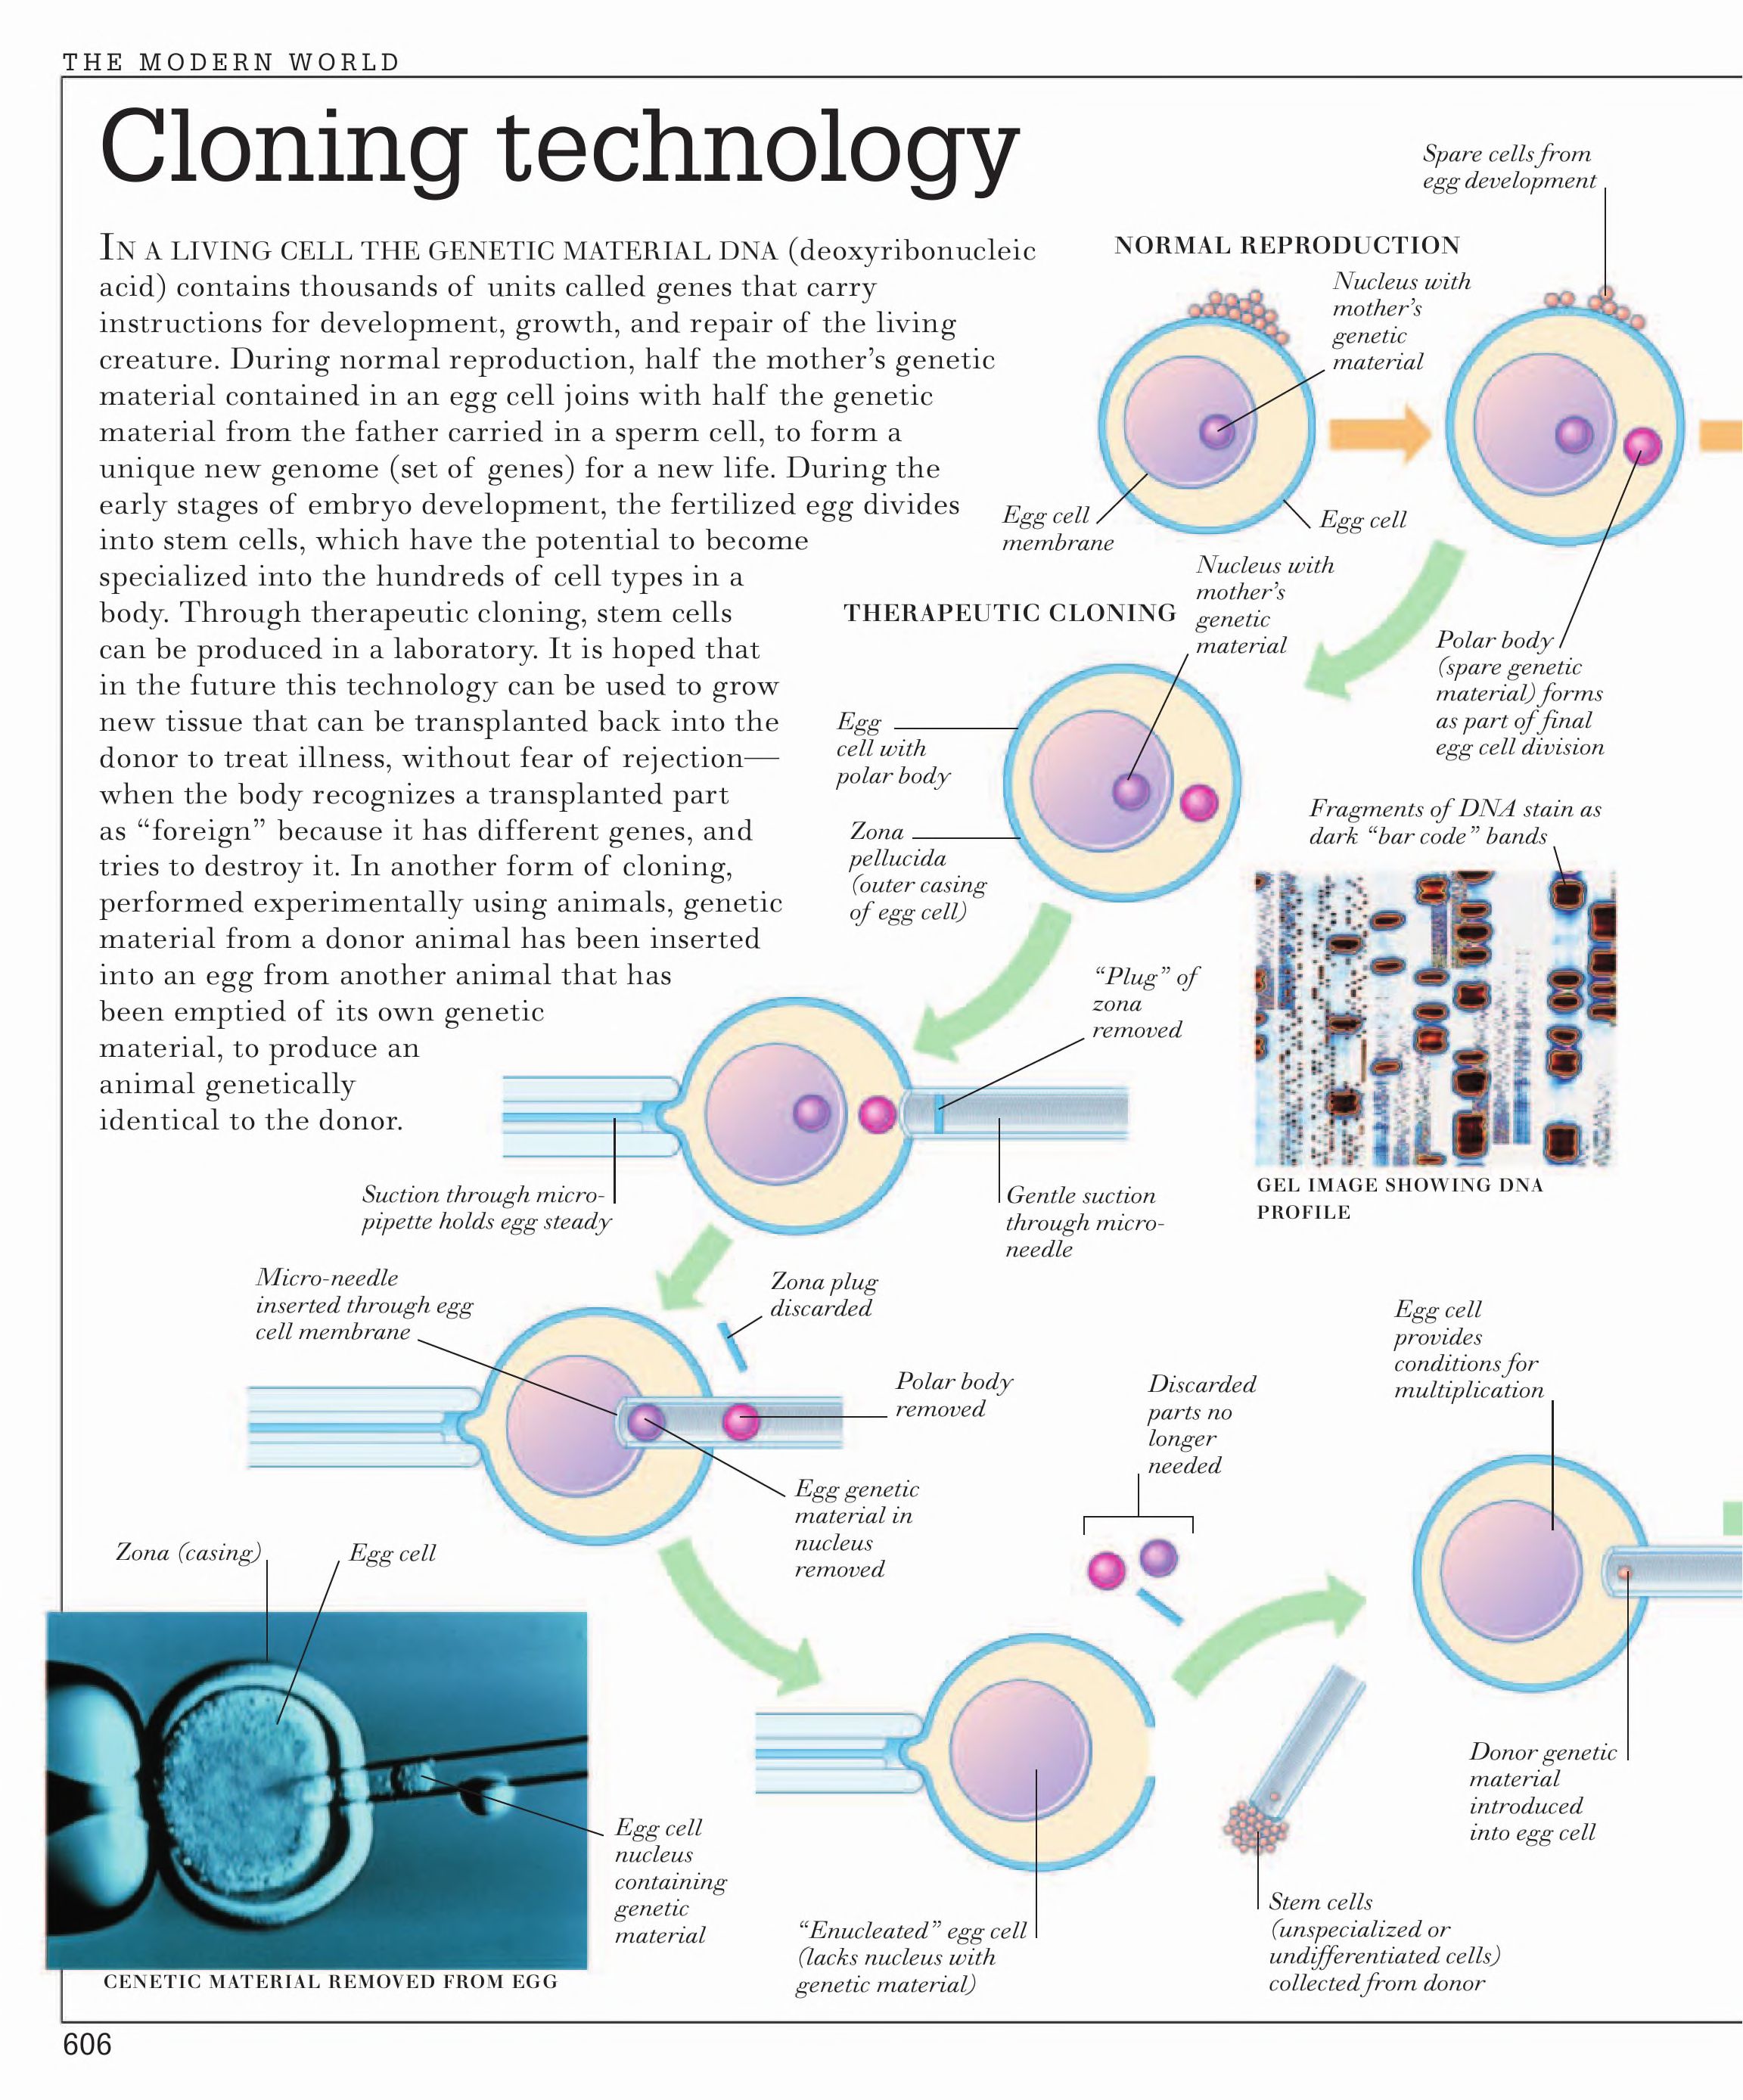 THE MODERN WORLD
Cloning technology
IN A LIVING CELL THE GENETIC MATERIAL DNA (deoxyribonucleic
acid) contains thousands of units called genes that carry
instructions for development, growth, and repair of the living
creature. During normal reproduction, half the mother’s genetic
material contained in an egg cell joins with half the genetic
material from the father carried in a sperm cell, to form a
unique new genome (set of genes) for a new life. During the
early stages of embryo development, the fertilized egg divides
into stem cells, which have the potential to become
specialized into the hundreds of cell types in a
body. Through therapeutic cloning, stem cells
can be produced in a laboratory. It is hoped that
in the future this technology can be used to grow
new tissue that can be transplanted back into the
donor to treat illness, without fear of rejection—
when the body recognizes a transplanted part
as “foreign” because it has different genes, and
tries to destroy it. In another form of cloning,
performed experimentally using animals, genetic
material from a donor animal has been inserted
into an egg from another animal that has
been emptied of its own genetic
material, to produce an
animal genetically
identical to the donor.
Spare cells from
egg development
NORMAL REPRODUCTION
Nucleus with
mother’s
genetic
material
Egg cell
membrane
Egg cell
Polar body
(spare genetic
material) forms
as part of final
egg cell division
THERAPEUTIC CLONING
Nucleus with
mother’s
genetic
material
Egg
cell with
polar body
Zona
pellucida
(outer casing
of egg cell)
Fragments of DNA stain as
dark “bar code” bands
GEL IMAGE SHOWING DNA
PROFILE
“Plug” of
zona
removed
Suction through micro-
pipette holds egg steady
Gentle suction
through micro-
needle
Micro-needle
inserted through egg
cell membrane
Zona plug
discarded
Polar body
removed
Egg genetic
material in
nucleus
removed
Discarded
parts no
longer
needed
Egg cell
provides
conditions for
multiplication
Zona (casing)
Egg cell
Egg cell
nucleus
containing
genetic
material
CENETIC MATERIAL REMOVED FROM EGG
“Enucleated” egg cell
(lacks nucleus with
genetic material)
Stem cells
(unspecialized or
undifferentiated cells)
collected from donor
Donor genetic
material
introduced
into egg cell
606